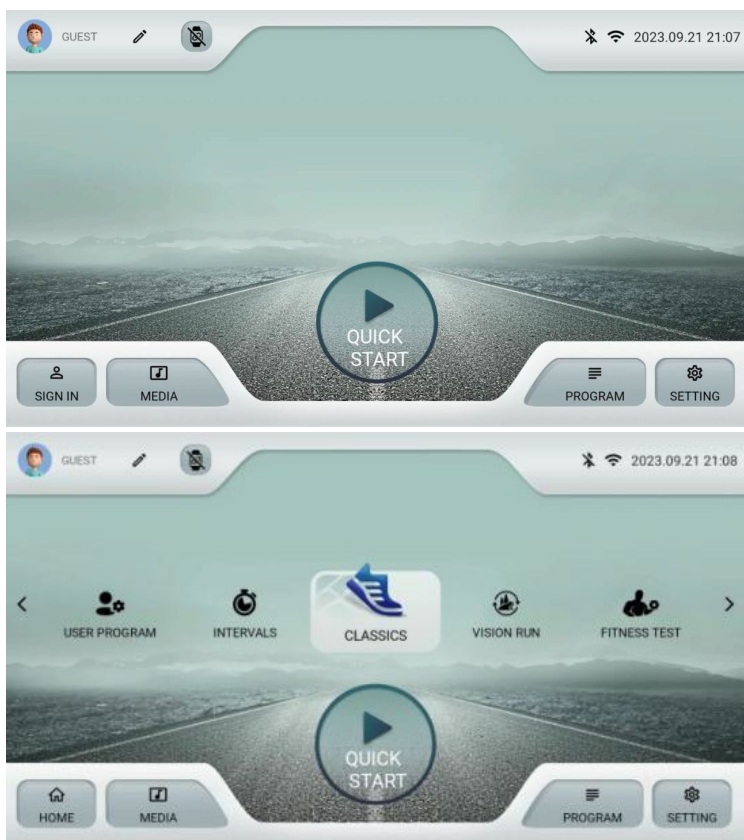 GUEST
2023.09.21 21:07
QUICK
START
SIGN IN
MEDIA
PROGRAM
SETTING
GUEST
2023.09.21 21:08
USER PROGRAM
INTERVALS
CLASSICS
VISION RUN
FITNESS TEST
QUICK
START
HOME
MEDIA
PROGRAM
SETTING